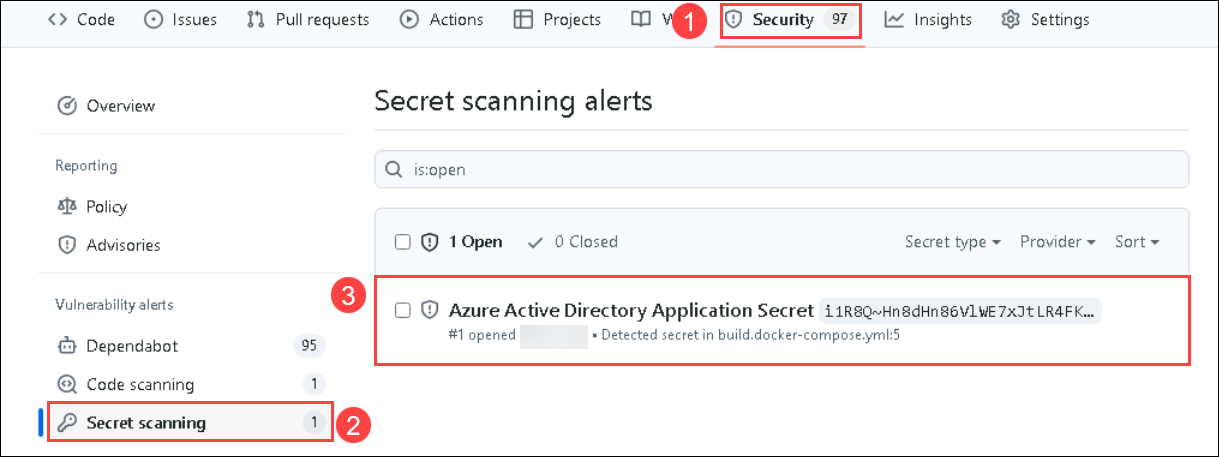 Code Issues Pull requests Actions Projects 1 Security 97 Insights Settings
Overview
Secret scanning alerts
Reporting
is:open
Policy
Advisories
1 Open 0 Closed Secret type Provider Sort
Vulnerability alerts
3
Azure Active Directory Application Secret i1R8Q~Hn8dHn86VlWE7xJtLR4FK…
#1 opened • Detected secret in build.docker-compose.yml:5
Dependabot 95
Code scanning 1
Secret scanning 1 2